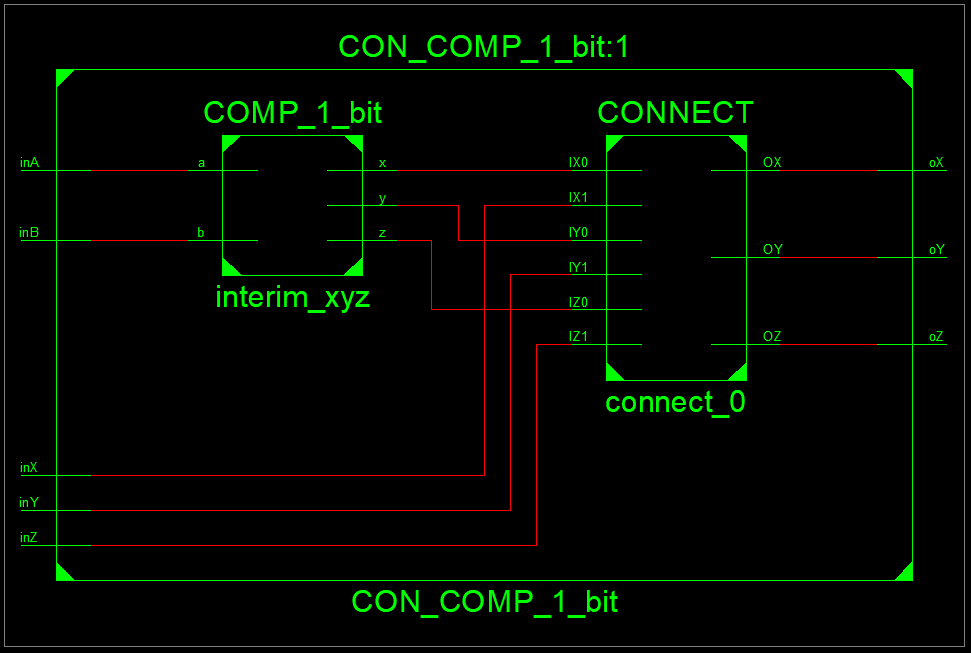 CON_COMP_1_bit:1
COMP_1_bit
CONNECT
inA
a
x
IX0
OX
oX
y
IX1
inB
b
z
IY0
OY
oY
IY1
interim_xyz
IZ0
IZ1
OZ
oZ
connect_0
inX
inY
inZ
CON_COMP_1_bit